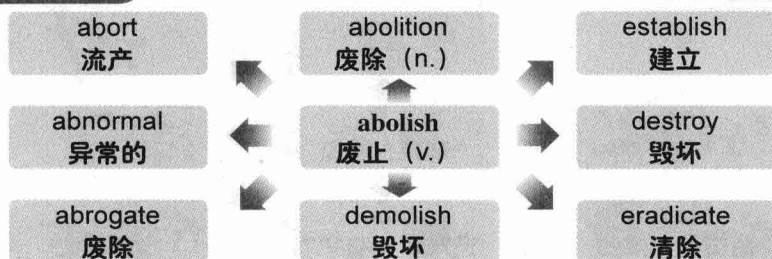 abort
流产
abolition
废除 (n.)
establish
建立
abnormal
异常的
abolish
废止 (v.)
destroy
毁坏
abrogate
废除
demolish
毁坏
eradicate
清除